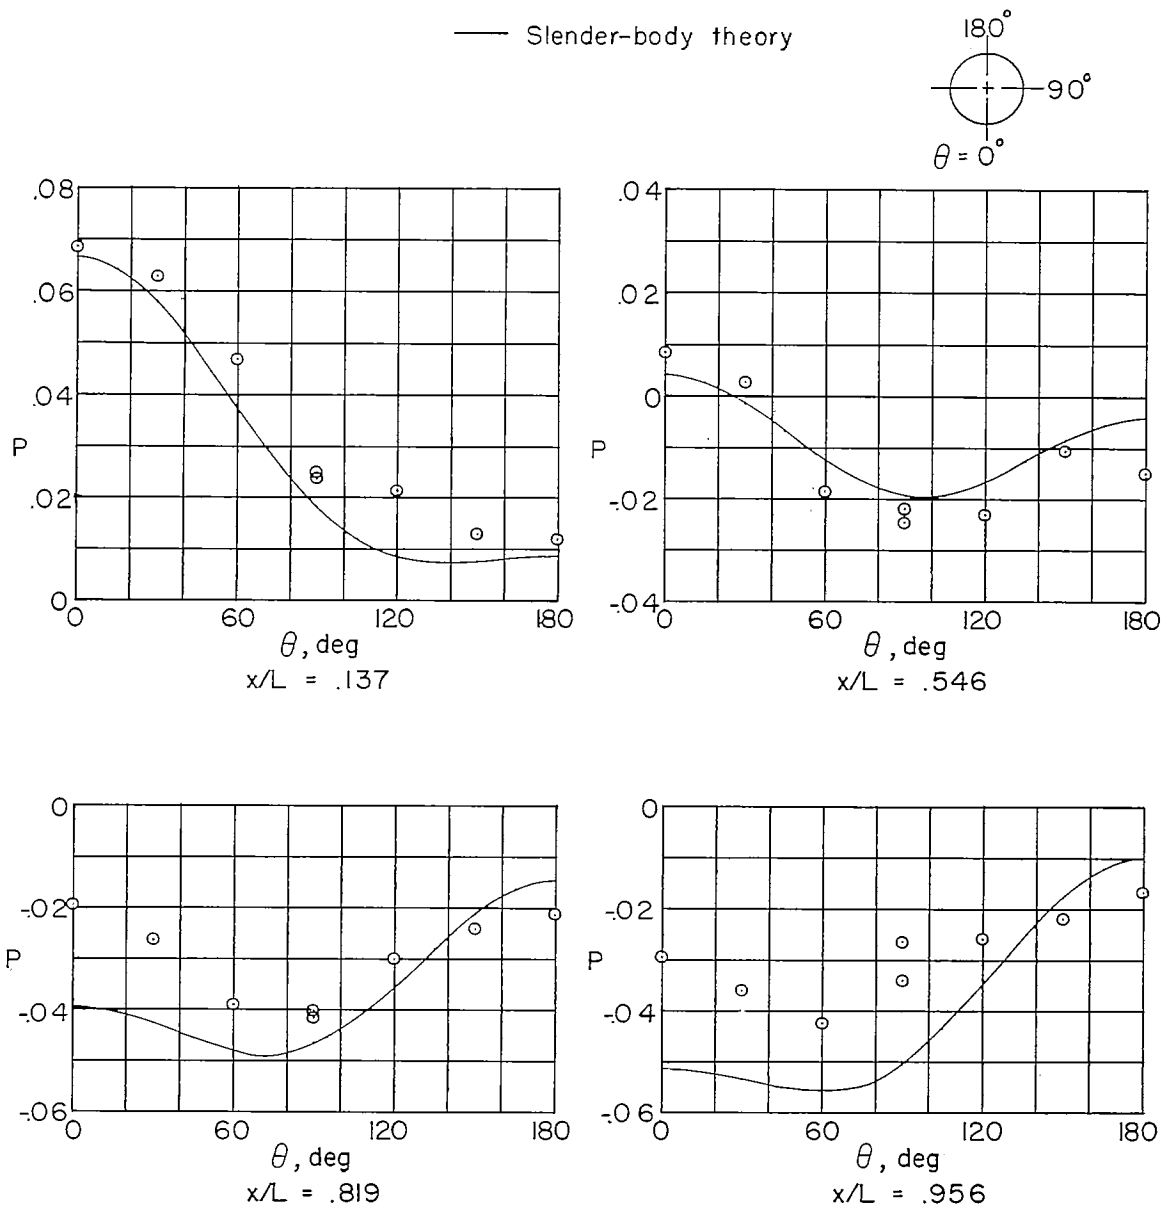 Slender-body theory
180°
90°
θ = 0°
.08
.06
.04
P
.02
0
0 60 120 180
θ, deg
x/L = .137
.04
.02
0
P
-.02
-.04
0 60 120 180
θ, deg
x/L = .546
0
-.02
P
-.04
-.06
0 60 120 180
θ, deg
x/L = .819
0
-.02
P
-.04
-.06
0 60 120 180
θ, deg
x/L = .956